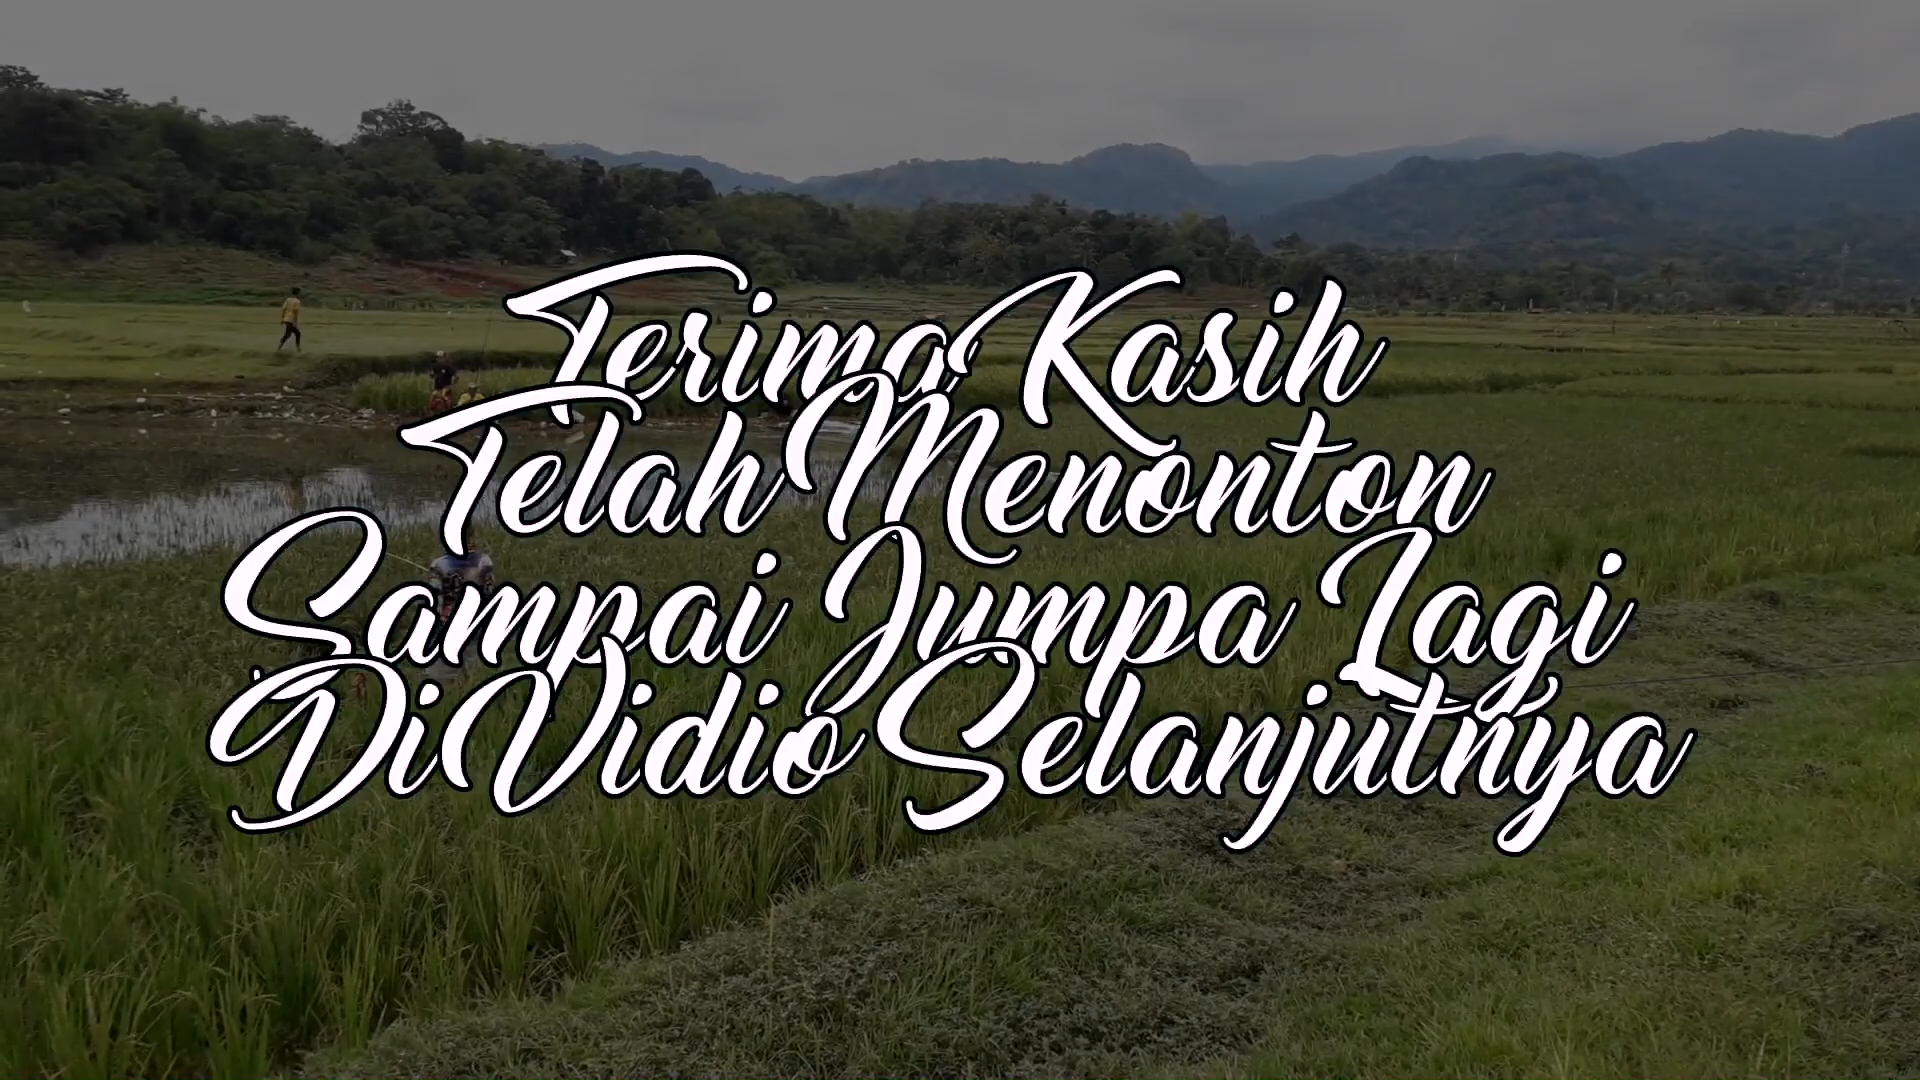 Terima Kasih
Telah Menonton
Sampai Jumpa Lagi
Di Vidio Selanjutnya